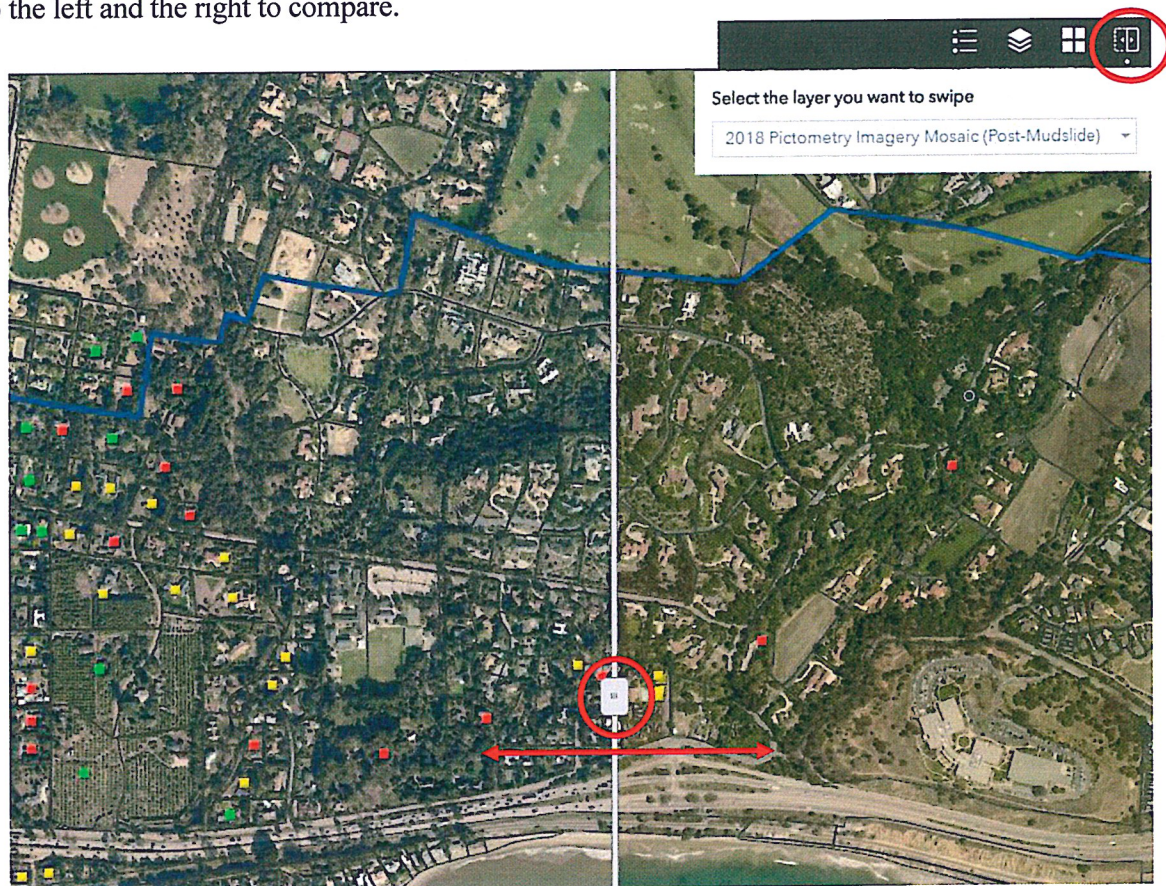 the left and the right to compare.
Select the layer you want to swipe
2018 Pictometry Imagery Mosaic (Post-Mudslide)